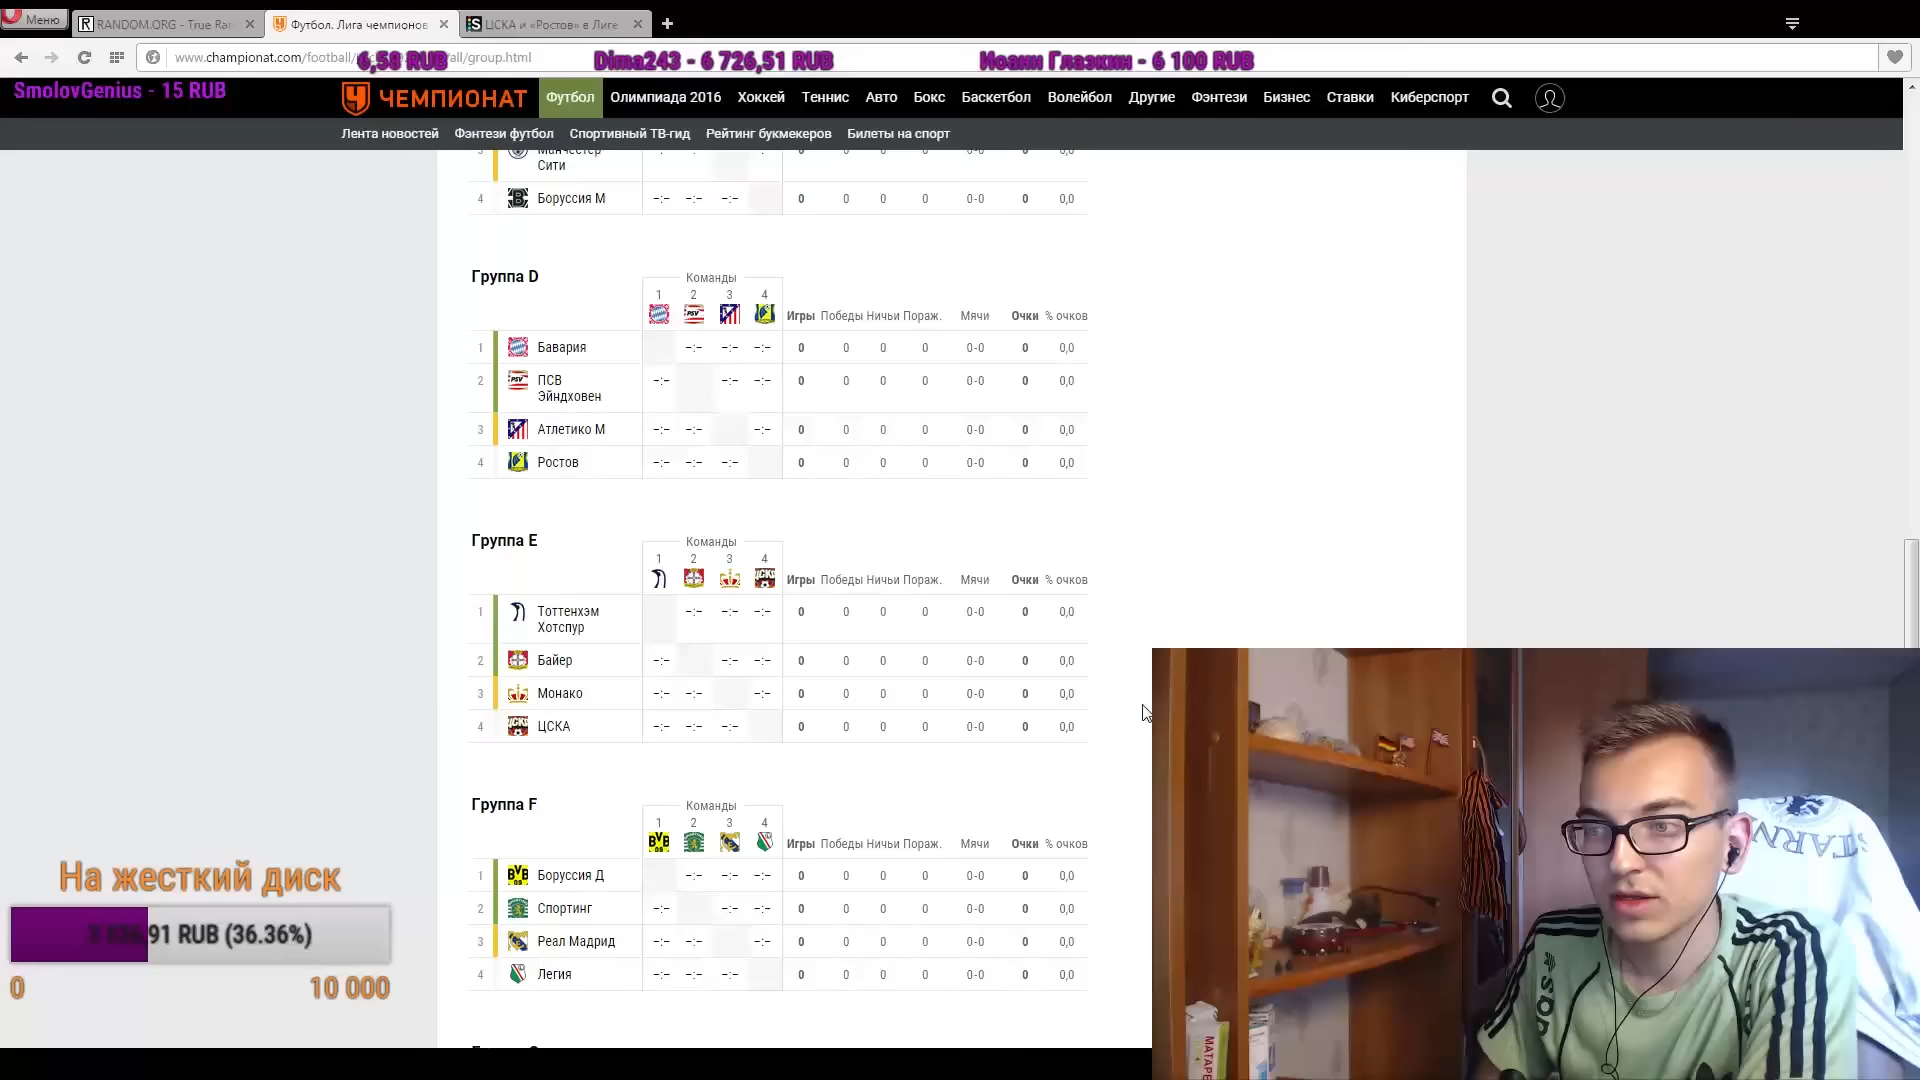 Меню
RANDOM.ORG - True Ran
Футбол. Лига чемпионов
ЦСКА и «Ростов» в Лиге
www.championat.com/football/
all/group.html
6,58 RUB
Dima243 - 6 726,51 RUB
Иоанн Глазкин - 6 100 RUB
SmolovGenius - 15 RUB
ЧЕМПИОНАТ
Футбол Олимпиада 2016 Хоккей Теннис Авто Бокс Баскетбол Волейбол Другие Фэнтези Бизнес Ставки Киберспорт
Лента новостей Фэнтези футбол Спортивный ТВ-гид Рейтинг букмекеров Билеты на спорт
3 Манчестер Сити -:- 0 0 0 0 0-0 0 0,0
4 Боруссия М -:- -:- -:- 0 0 0 0 0-0 0 0,0
Группа D
Команды
1 2 3 4
Игры Победы Ничьи Пораж. Мячи Очки % очков
1 Бавария -:- -:- -:- 0 0 0 0 0-0 0 0,0
2 ПСВ Эйндховен -:- -:- -:- 0 0 0 0 0-0 0 0,0
3 Атлетико М -:- -:- -:- 0 0 0 0 0-0 0 0,0
4 Ростов -:- -:- -:- 0 0 0 0 0-0 0 0,0
Группа E
Команды
1 2 3 4
Игры Победы Ничьи Пораж. Мячи Очки % очков
1 Тоттенхэм Хотспур -:- -:- -:- 0 0 0 0 0-0 0 0,0
2 Байер -:- -:- -:- 0 0 0 0 0-0 0 0,0
3 Монако -:- -:- -:- 0 0 0 0 0-0 0 0,0
4 ЦСКА -:- -:- -:- 0 0 0 0 0-0 0 0,0
Группа F
Команды
1 2 3 4
Игры Победы Ничьи Пораж. Мячи Очки % очков
1 Боруссия Д -:- -:- -:- 0 0 0 0 0-0 0 0,0
2 Спортинг -:- -:- -:- 0 0 0 0 0-0 0 0,0
3 Реал Мадрид -:- -:- -:- 0 0 0 0 0-0 0 0,0
4 Легия -:- -:- -:- 0 0 0 0 0-0 0 0,0
На жесткий диск
91 RUB (36.36%)
0
10 000
adidas